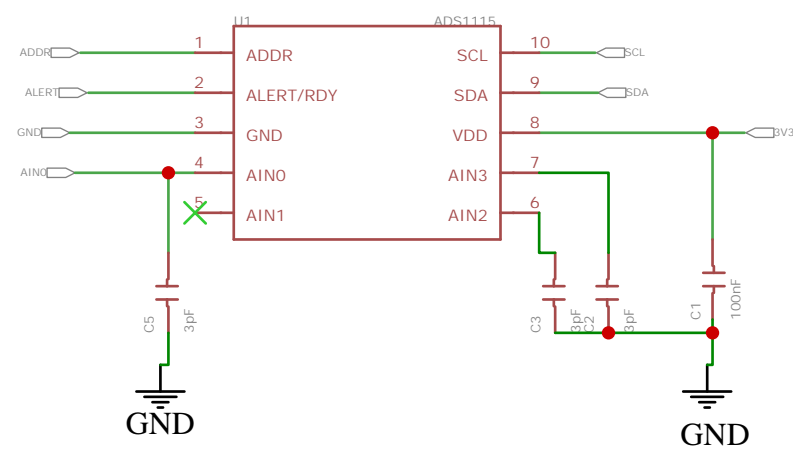 U1 ADS1115
ADDR 1 ADDR SCL 10 SCL
ALERT 2 ALERT/RDY SDA 9 SDA
GND 3 GND VDD 8 3V3
AIN0 4 AIN0 AIN3 7
5 AIN1 AIN2 6
C5 3pF C3 3pF C2 3pF C1 100nF
GND GND